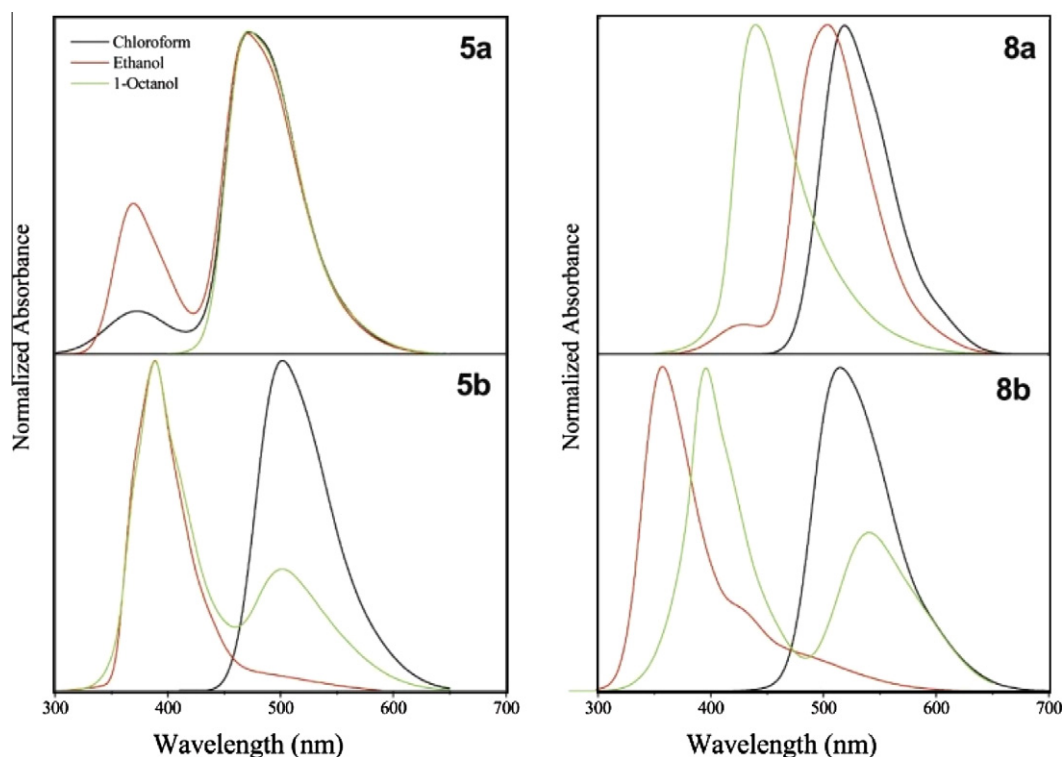 Chloroform
Ethanol
1-Octanol
5a
8a
Normalized Absorbance
Normalized Absorbance
5b
8b
300 400 500 600 700
300 400 500 600 700
Wavelength (nm)
Wavelength (nm)